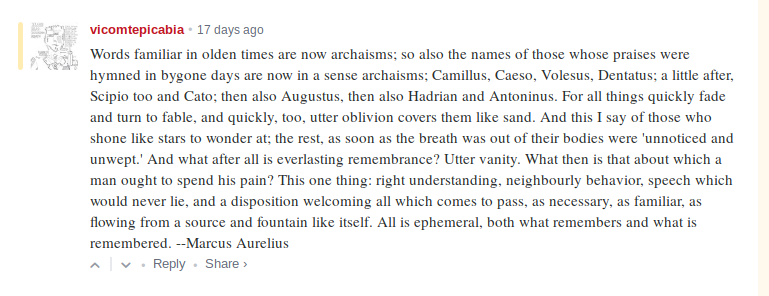 vicomtepicabia • 17 days ago
Words familiar in olden times are now archaisms; so also the names of those whose praises were
hymned in bygone days are now in a sense archaisms; Camillus, Caeso, Volesus, Dentatus; a little after,
Scipio too and Cato; then also Augustus, then also Hadrian and Antoninus. For all things quickly fade
and turn to fable, and quickly, too, utter oblivion covers them like sand. And this I say of those who
shone like stars to wonder at; the rest, as soon as the breath was out of their bodies were 'unnoticed and
unwept.' And what after all is everlasting remembrance? Utter vanity. What then is that about which a
man ought to spend his pain? This one thing: right understanding, neighbourly behavior, speech which
would never lie, and a disposition welcoming all which comes to pass, as necessary, as familiar, as
flowing from a source and fountain like itself. All is ephemeral, both what remembers and what is
remembered. --Marcus Aurelius
• Reply • Share ›